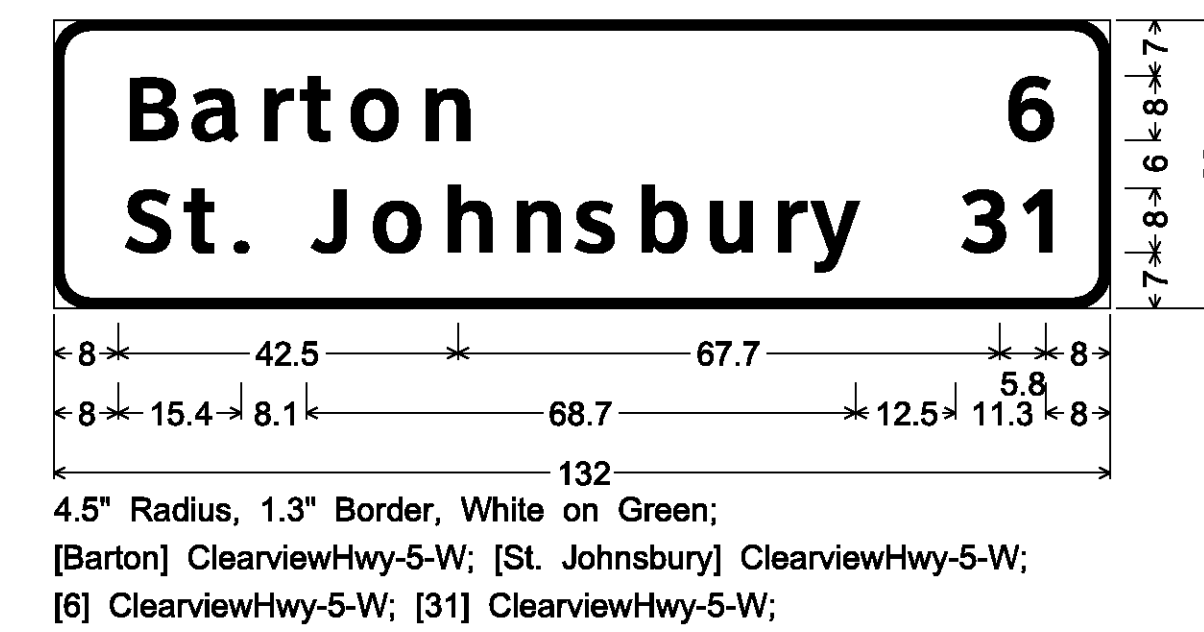 Barton 6
St. Johnsbury 31
7
8
6
8
7
8 42.5 67.7 5.8 8
8 15.4 8.1 68.7 12.5 11.3 8
132
4.5" Radius, 1.3" Border, White on Green;
[Barton] ClearviewHwy-5-W; [St. Johnsbury] ClearviewHwy-5-W;
[6] ClearviewHwy-5-W; [31] ClearviewHwy-5-W;